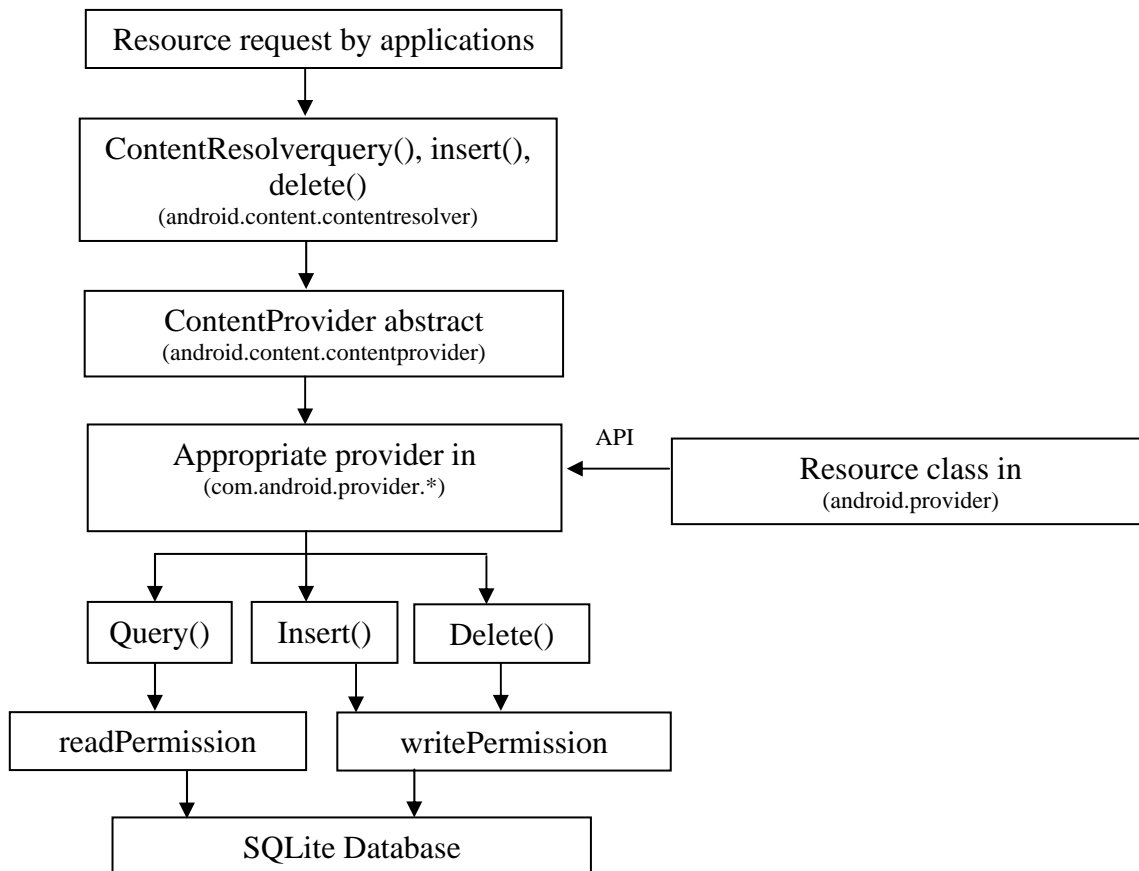 Resource request by applications
ContentResolverquery(), insert(),
delete()
(android.content.contentresolver)
ContentProvider abstract
(android.content.contentprovider)
Appropriate provider in
(com.android.provider.*)
API
Resource class in
(android.provider)
Query()
Insert()
Delete()
readPermission
writePermission
SQLite Database